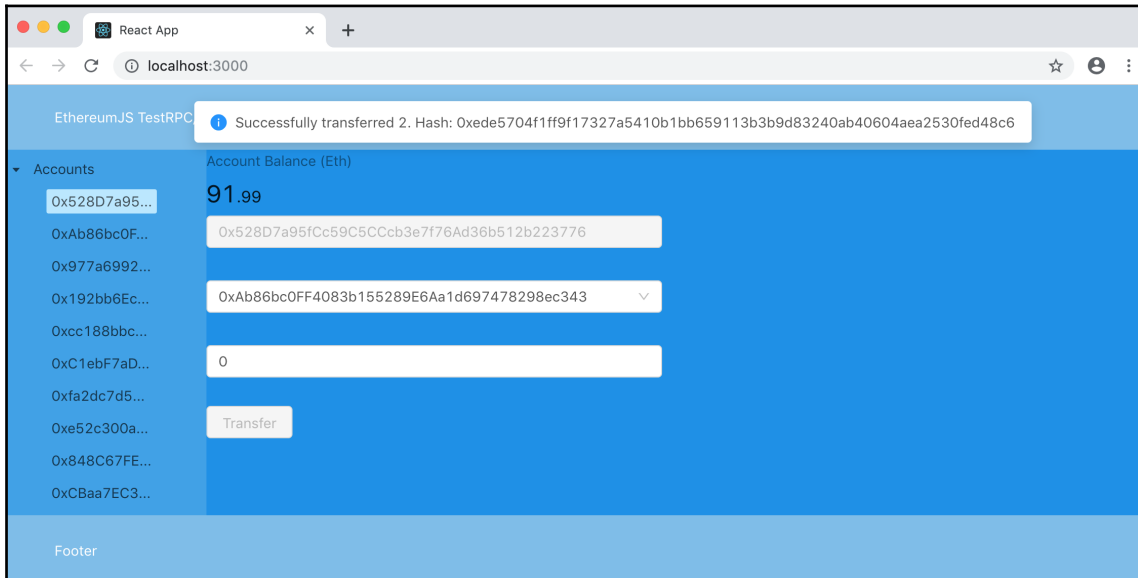 React App
localhost:3000
EthereumJS TestRPC
Successfully transferred 2. Hash: 0xede5704f1ff9f17327a5410b1bb659113b3b9d83240ab40604aea2530fed48c6
Accounts
0x528D7a95...
0xAb86bc0F...
0x977a6992...
0x192bb6Ec...
0xcc188bbc...
0xC1ebF7aD...
0xfa2dc7d5...
0xe52c300a...
0x848C67FE...
0xCBaa7EC3...
Account Balance (Eth)
91.99
0x528D7a95fCc59C5CCcb3e7f76Ad36b512b223776
0xAb86bc0FF4083b155289E6Aa1d697478298ec343
0
Transfer
Footer